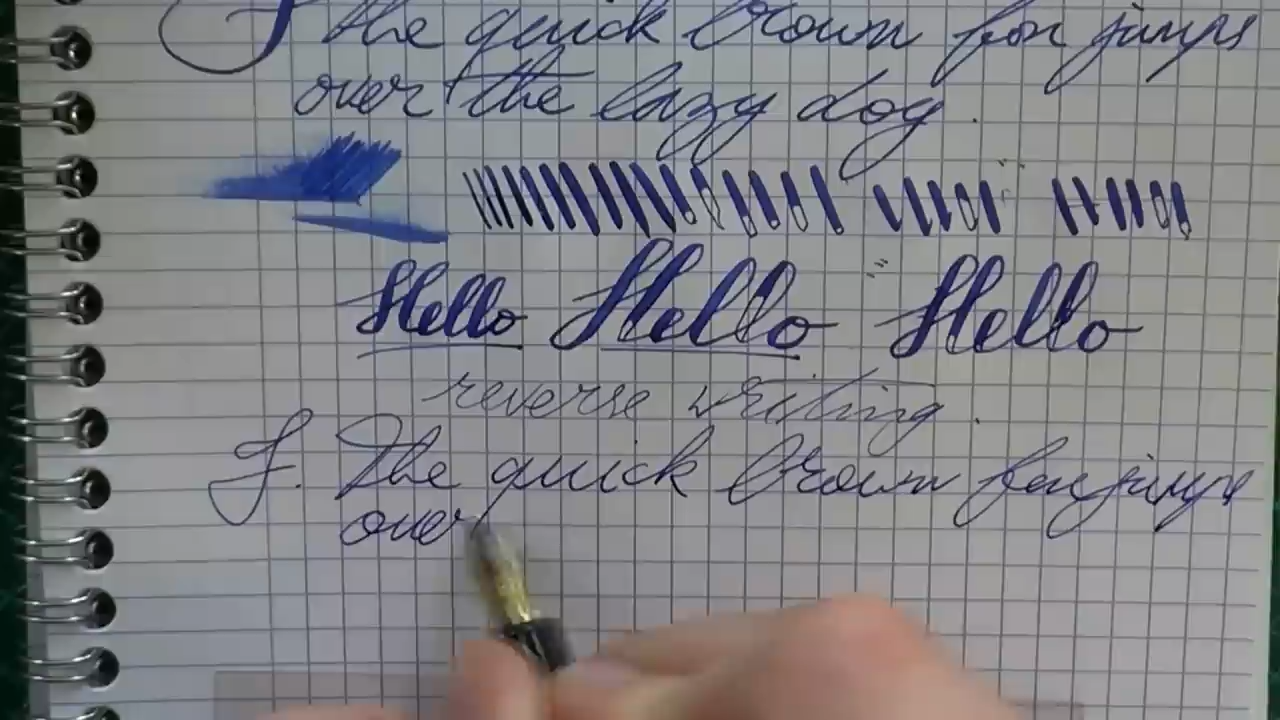 F the quick brown fox jumps
over the lazy dog.
Hello Hello Hello
reverse writing.
F. The quick brown fox jumps
over